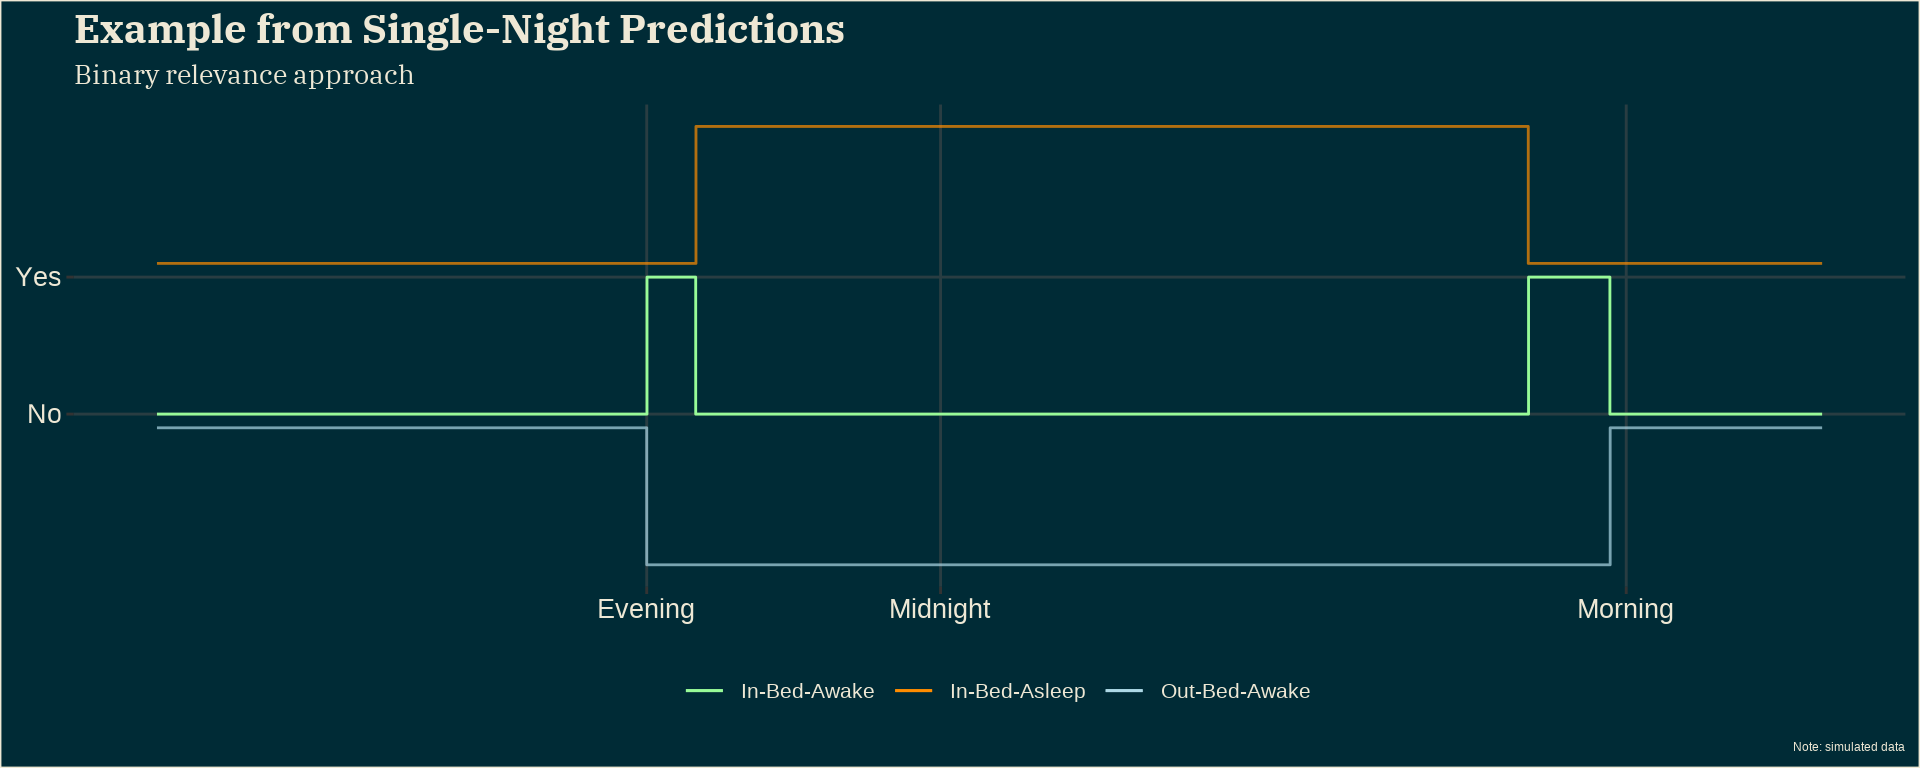 Example from Single-Night Predictions
Binary relevance approach
Yes
No
Evening Midnight Morning
In-Bed-Awake In-Bed-Asleep Out-Bed-Awake
Note: simulated data